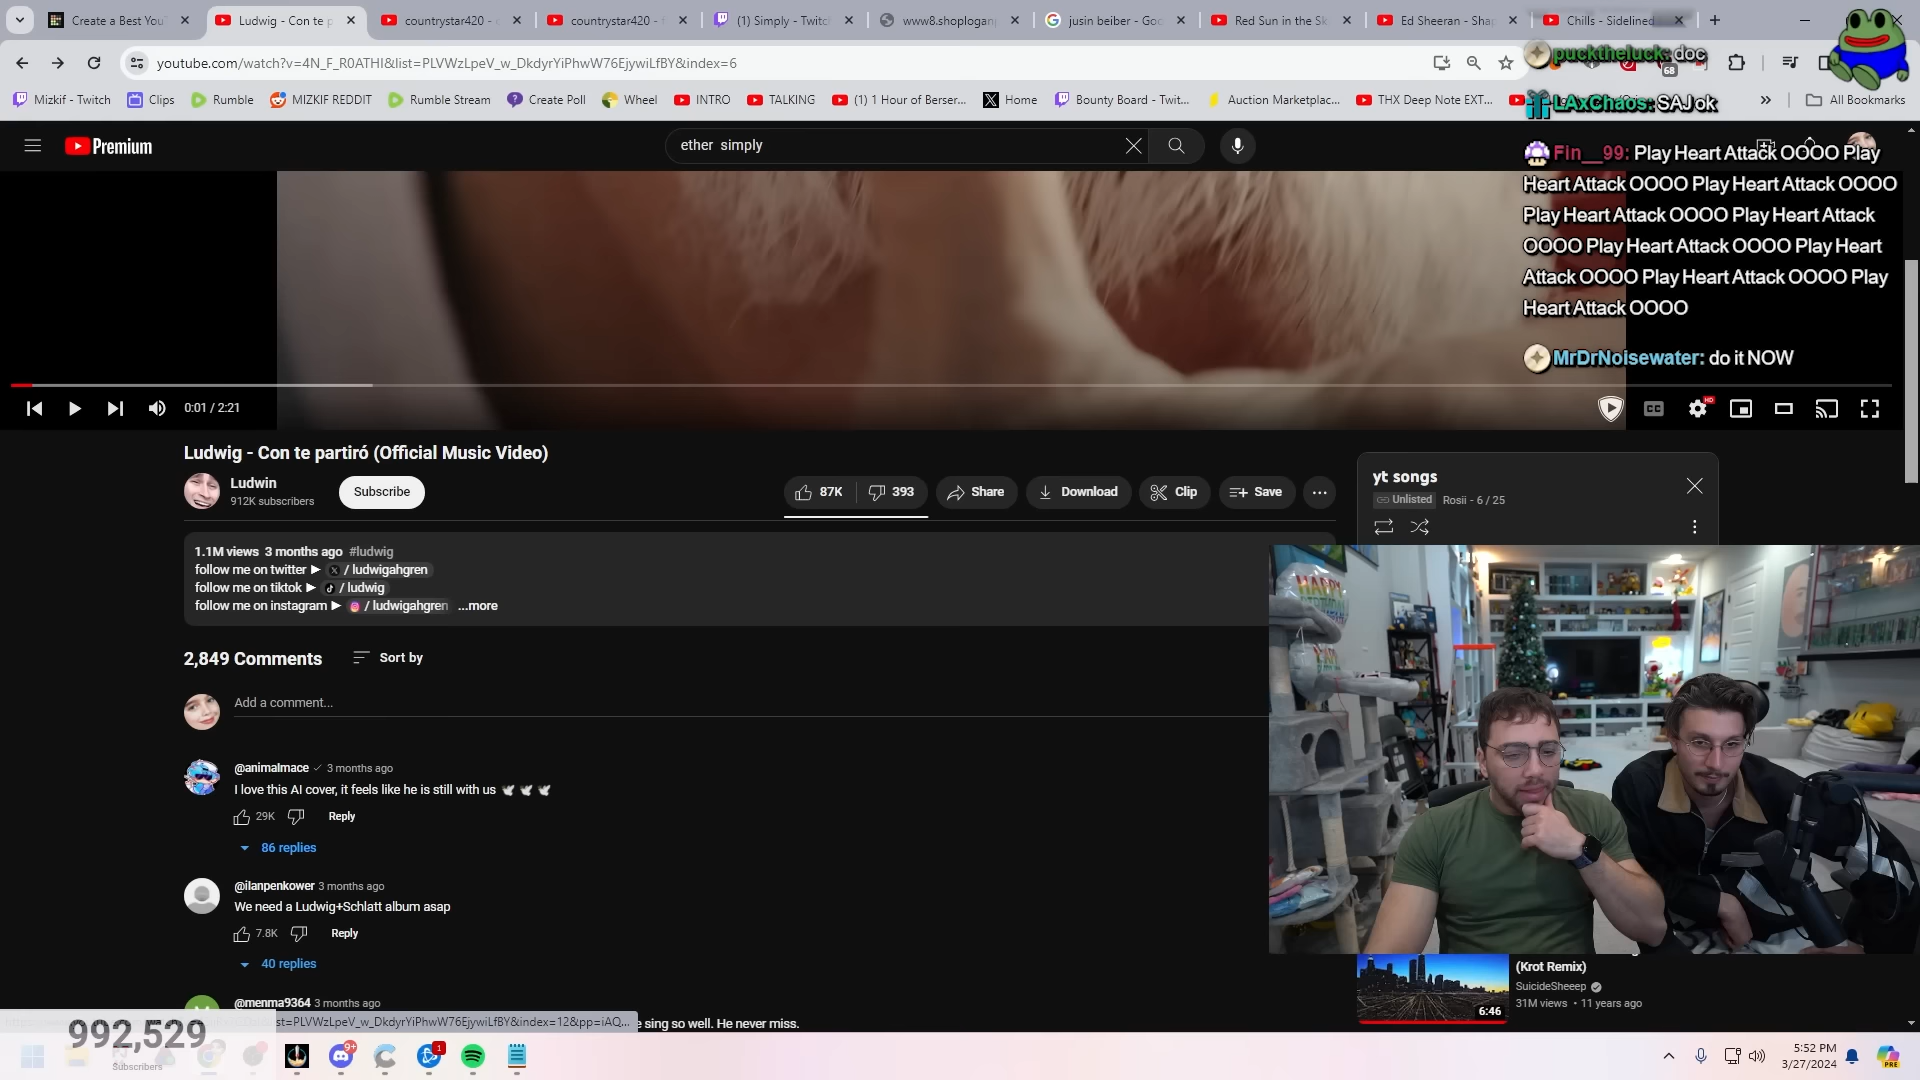 Create a Best You
Ludwig - Con te p
countrystar420 -
countrystar420 -
(1) Simply - Twitch
www8.shoplogan
jusin beiber - Goo
Red Sun in the Sk
Ed Sheeran - Sha
Chills - Sidelined
youtube.com/watch?v=4N_F_R0ATHI&list=PLVWzLpeV_w_DkdyrYiPhwW76EjywiLfBY&index=6
68
pucktheluck: doc
Mizkif - Twitch
Clips
Rumble
MIZKIF REDDIT
Rumble Stream
Create Poll
Wheel
INTRO
TALKING
(1) 1 Hour of Berser...
Home
Bounty Board - Twit...
Auction Marketplac...
THX Deep Note EXT...
»
All Bookmarks
LAxChaos: SAJok
Premium
ether simply
Fin__99: Play Heart Attack OOOO Play
Heart Attack OOOO Play Heart Attack OOOO
Play Heart Attack OOOO Play Heart Attack
OOOO Play Heart Attack OOOO Play Heart
Attack OOOO Play Heart Attack OOOO Play
Heart Attack OOOO
MrDrNoisewater: do it NOW
0:01 / 2:21
CC
HD
Ludwig - Con te partiró (Official Music Video)
Ludwin
912K subscribers
Subscribe
87K
393
Share
Download
Clip
Save
yt songs
Unlisted
Rosii - 6 / 25
1.1M views 3 months ago #ludwig
follow me on twitter ▶ / ludwigahgren
follow me on tiktok ▶ / ludwig
follow me on instagram ▶ / ludwigahgren ...more
2,849 Comments
Sort by
Add a comment...
@animalmace 3 months ago
I love this AI cover, it feels like he is still with us 🕊 🕊 🕊
29K
Reply
86 replies
@ilanpenkower 3 months ago
We need a Ludwig+Schlatt album asap
7.8K
Reply
40 replies
@menma9364 3 months ago
sing so well. He never miss.
st=PLVWzLpeV_w_DkdyrYiPhwW76EjywiLfBY&index=12&pp=iAQ...
(Krot Remix)
SuicideSheeep
31M views • 11 years ago
6:46
992,529
Subscribers
9+
1
5:52 PM
3/27/2024
PRE